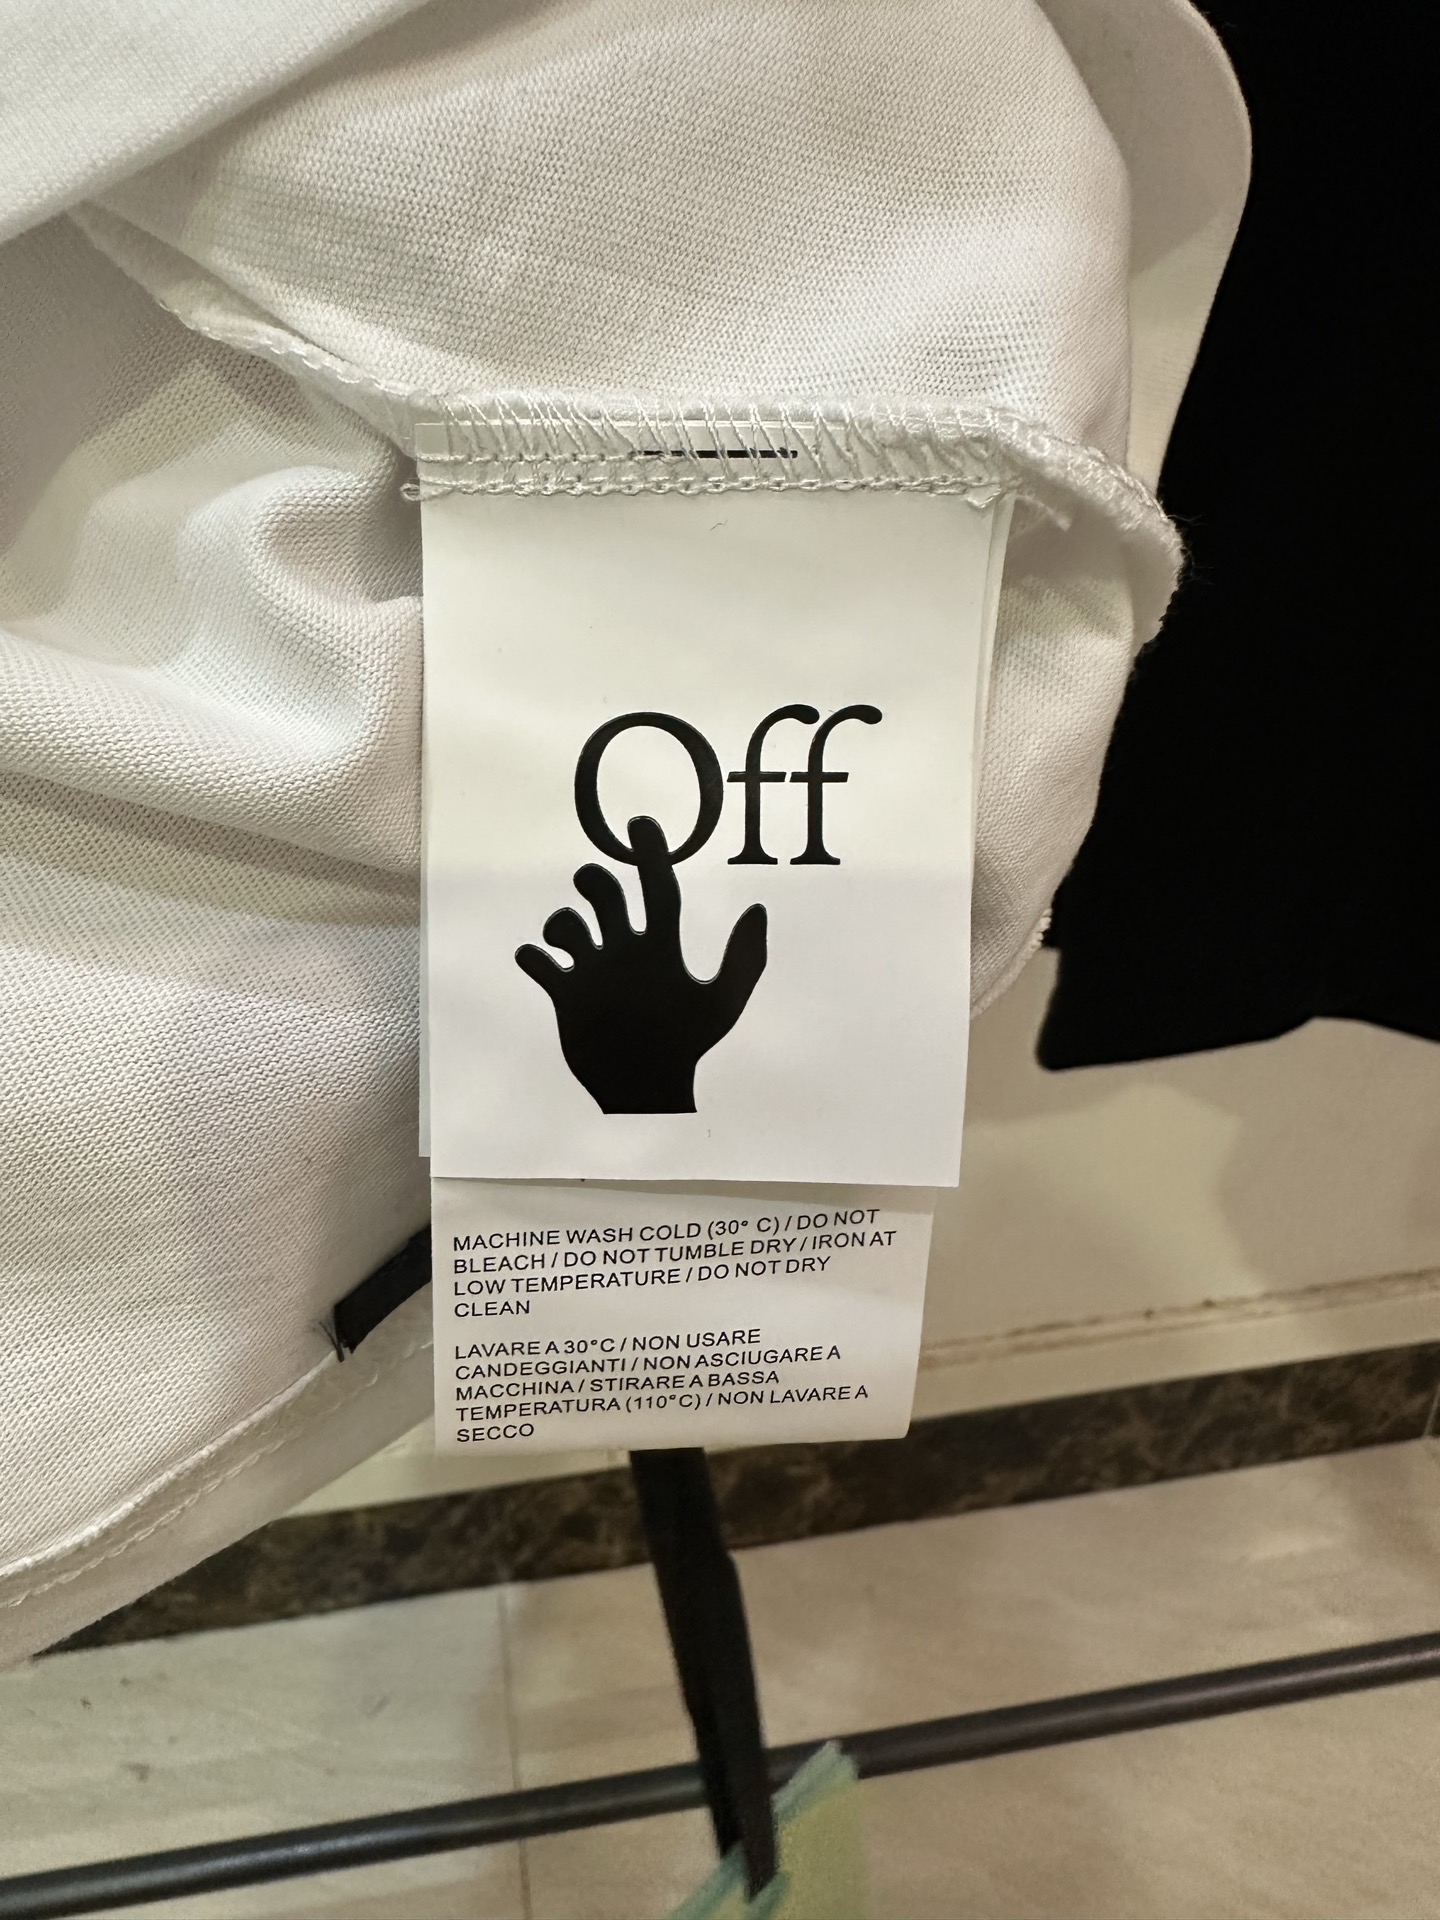 Off
MACHINE WASH COLD (30° C) / DO NOT
BLEACH / DO NOT TUMBLE DRY / IRON AT
LOW TEMPERATURE / DO NOT DRY
CLEAN
LAVARE A 30°C / NON USARE
CANDEGGIANTI / NON ASCIUGARE A
MACCHINA / STIRARE A BASSA
TEMPERATURA (110°C) / NON LAVARE A
SECCO